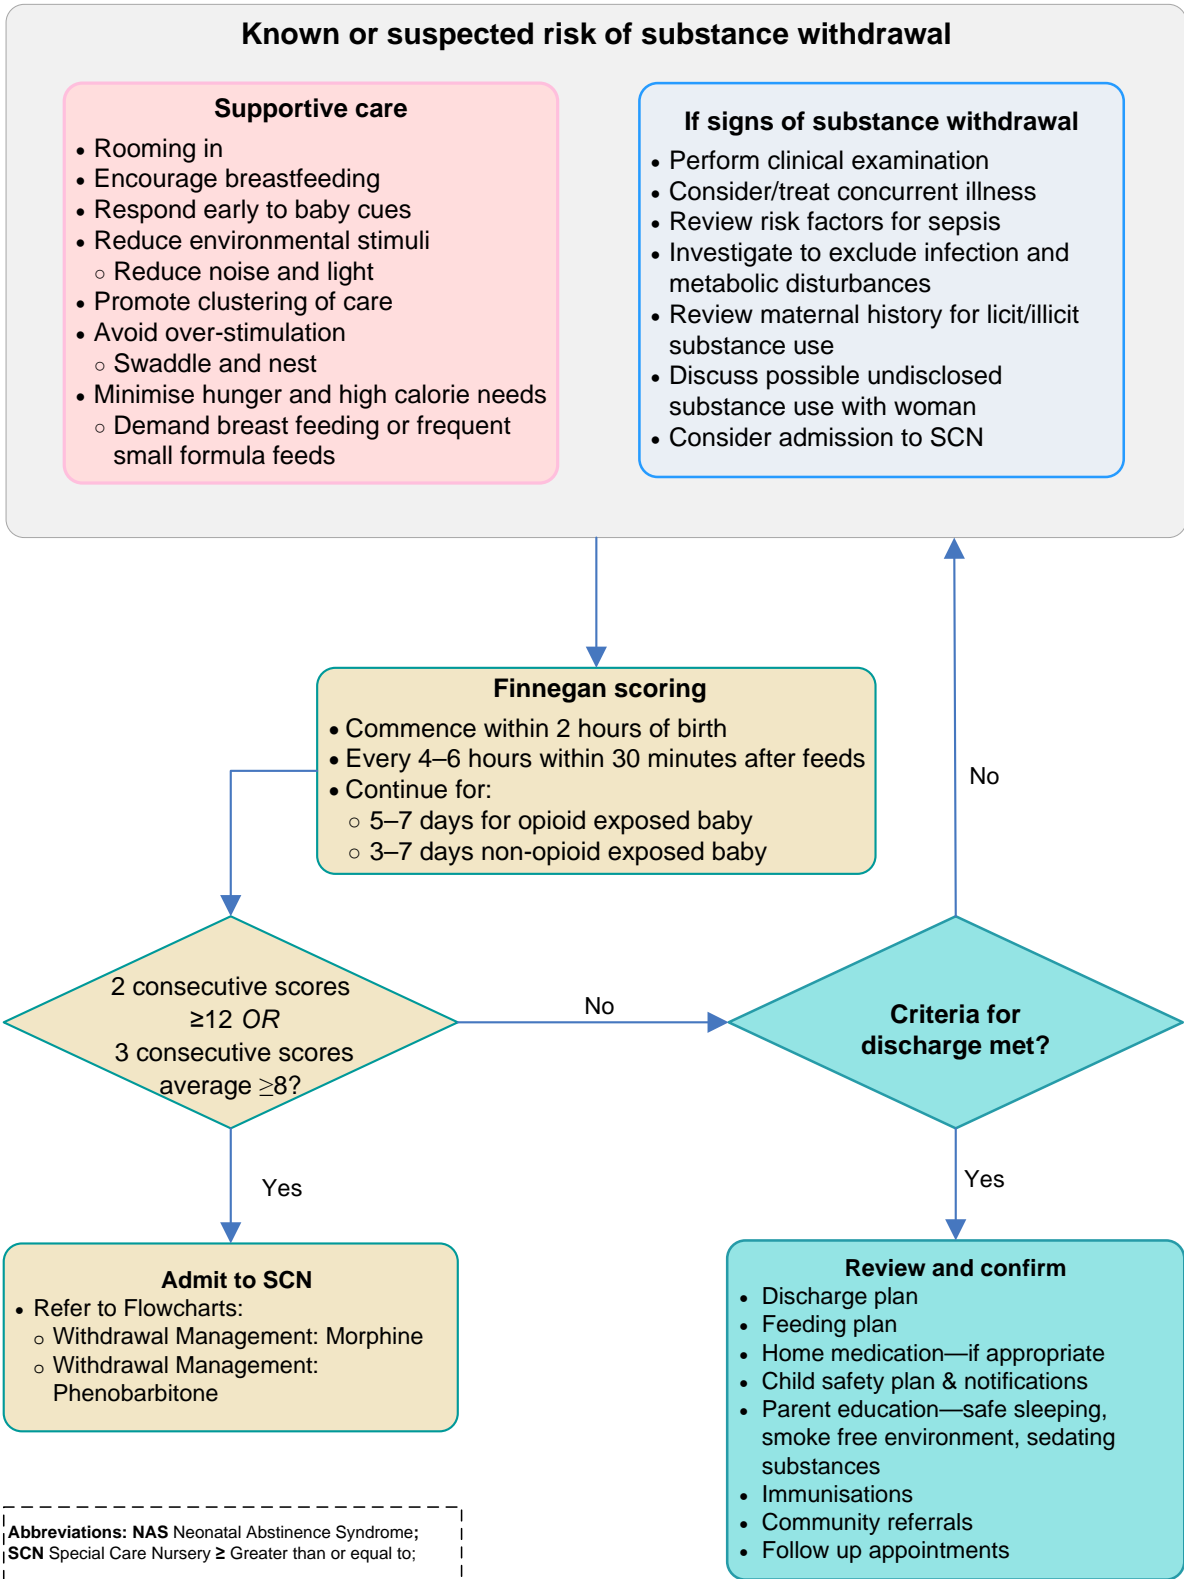 Known or suspected risk of substance withdrawal
Supportive care
• Rooming in
• Encourage breastfeeding
• Respond early to baby cues
• Reduce environmental stimuli
○ Reduce noise and light
• Promote clustering of care
• Avoid over-stimulation
○ Swaddle and nest
• Minimise hunger and high calorie needs
○ Demand breast feeding or frequent
small formula feeds
If signs of substance withdrawal
• Perform clinical examination
• Consider/treat concurrent illness
• Review risk factors for sepsis
• Investigate to exclude infection and
metabolic disturbances
• Review maternal history for licit/illicit
substance use
• Discuss possible undisclosed
substance use with woman
• Consider admission to SCN
Finnegan scoring
• Commence within 2 hours of birth
• Every 4–6 hours within 30 minutes after feeds
• Continue for:
○ 5–7 days for opioid exposed baby
○ 3–7 days non-opioid exposed baby
No
2 consecutive scores
≥12 OR
3 consecutive scores
average ≥8?
No
Criteria for
discharge met?
Yes
Yes
Admit to SCN
• Refer to Flowcharts:
○ Withdrawal Management: Morphine
○ Withdrawal Management:
Phenobarbitone
Review and confirm
• Discharge plan
• Feeding plan
• Home medication—if appropriate
• Child safety plan & notifications
• Parent education—safe sleeping,
smoke free environment, sedating
substances
• Immunisations
• Community referrals
• Follow up appointments
Abbreviations: NAS Neonatal Abstinence Syndrome;
SCN Special Care Nursery ≥ Greater than or equal to;